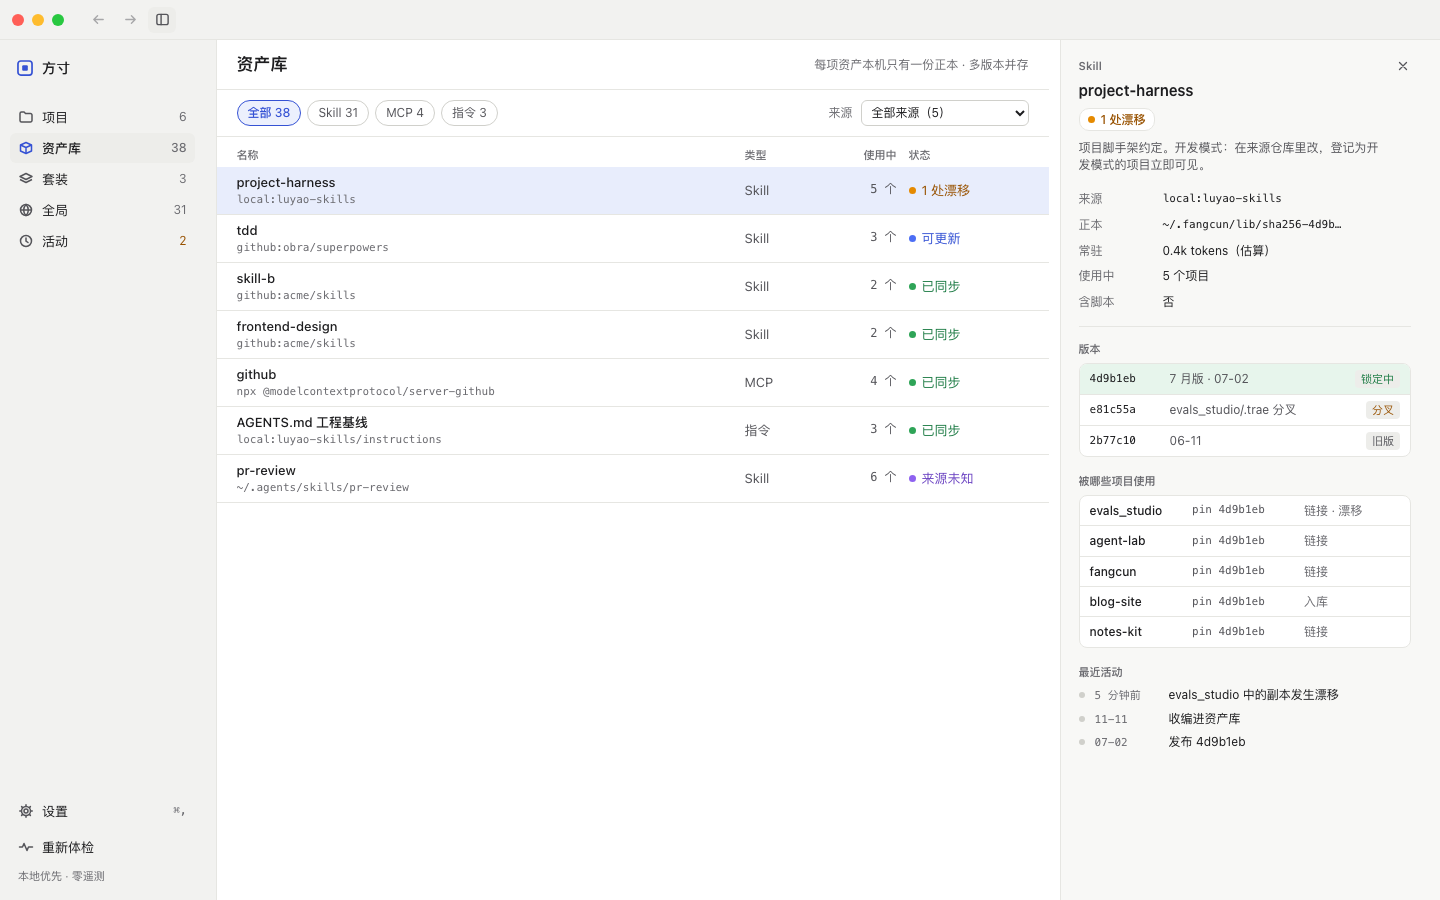 方寸
项目 6
资产库 38
套装 3
全局 31
活动 2
设置 ⌘,
重新体检
本地优先 · 零遥测
资产库
每项资产本机只有一份正本 · 多版本并存
全部 38 Skill 31 MCP 4 指令 3
来源 全部来源（5）
名称 类型 使用中 状态
project-harness Skill 5 个 1 处漂移
local:luyao-skills
tdd Skill 3 个 可更新
github:obra/superpowers
skill-b Skill 2 个 已同步
github:acme/skills
frontend-design Skill 2 个 已同步
github:acme/skills
github MCP 4 个 已同步
npx @modelcontextprotocol/server-github
AGENTS.md 工程基线 指令 3 个 已同步
local:luyao-skills/instructions
pr-review Skill 6 个 来源未知
~/.agents/skills/pr-review
Skill
project-harness
1 处漂移
项目脚手架约定。开发模式：在来源仓库里改，登记为开
发模式的项目立即可见。
来源 local:luyao-skills
正本 ~/.fangcun/lib/sha256-4d9b…
常驻 0.4k tokens（估算）
使用中 5 个项目
含脚本 否
版本
4d9b1eb 7 月版 · 07-02 锁定中
e81c55a evals_studio/.trae 分叉 分叉
2b77c10 06-11 旧版
被哪些项目使用
evals_studio pin 4d9b1eb 链接 · 漂移
agent-lab pin 4d9b1eb 链接
fangcun pin 4d9b1eb 链接
blog-site pin 4d9b1eb 入库
notes-kit pin 4d9b1eb 链接
最近活动
5 分钟前 evals_studio 中的副本发生漂移
11-11 收编进资产库
07-02 发布 4d9b1eb